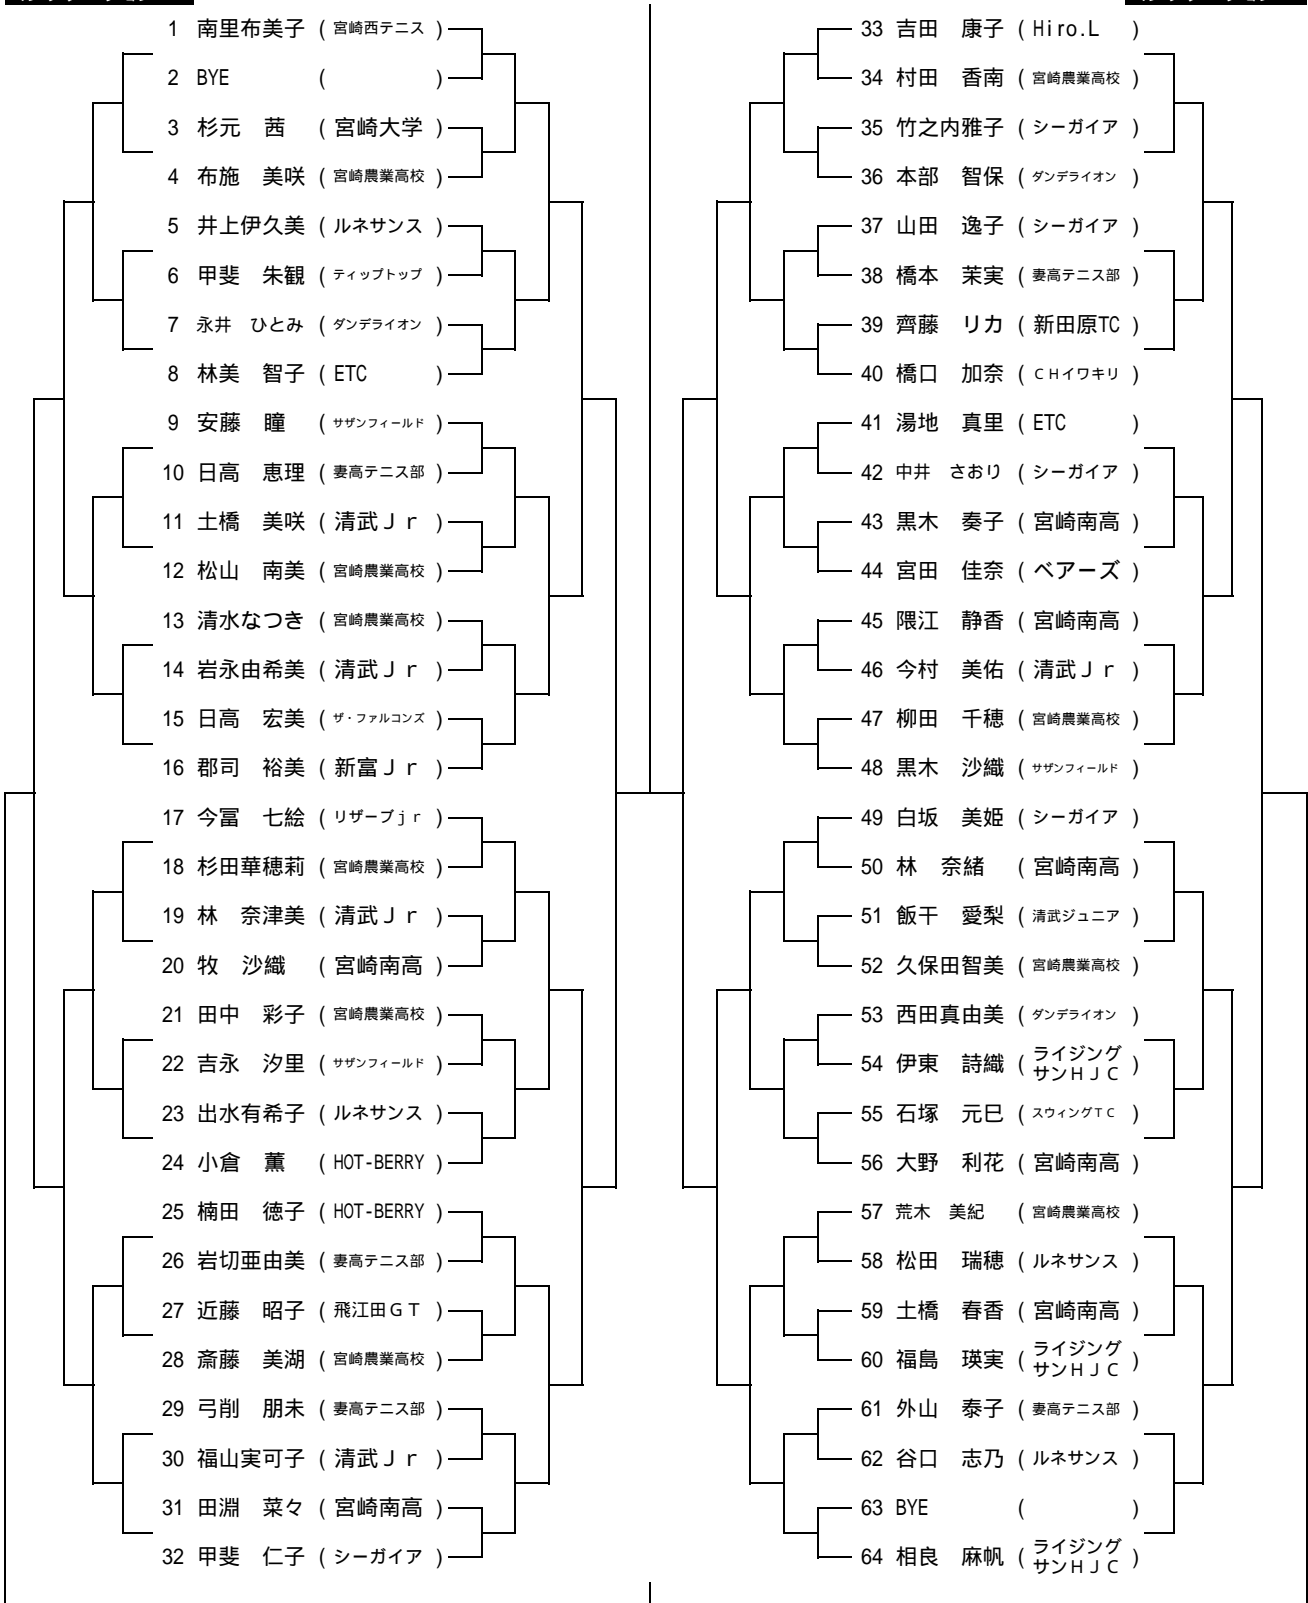 1 南里布美子 ( 宮崎西テニス )
2 BYE ( )
3 杉元 茜 ( 宮崎大学 )
4 布施 美咲 ( 宮崎農業高校 )
5 井上伊久美 ( ルネサンス )
6 甲斐 朱観 ( ティップトップ )
7 永井 ひとみ ( ダンデライオン )
8 林美 智子 ( ETC )
9 安藤 瞳 ( サザンフィールド )
10 日高 恵理 ( 妻高テニス部 )
11 土橋 美咲 ( 清武Ｊｒ )
12 松山 南美 ( 宮崎農業高校 )
13 清水なつき ( 宮崎農業高校 )
14 岩永由希美 ( 清武Ｊｒ )
15 日高 宏美 ( ザ・ファルコンズ )
16 郡司 裕美 ( 新富Ｊｒ )
17 今冨 七絵 ( リザーブｊｒ )
18 杉田華穂莉 ( 宮崎農業高校 )
19 林 奈津美 ( 清武Ｊｒ )
20 牧 沙織 ( 宮崎南高 )
21 田中 彩子 ( 宮崎農業高校 )
22 吉永 汐里 ( サザンフィールド )
23 出水有希子 ( ルネサンス )
24 小倉 薫 ( HOT-BERRY )
25 楠田 徳子 ( HOT-BERRY )
26 岩切亜由美 ( 妻高テニス部 )
27 近藤 昭子 ( 飛江田ＧＴ )
28 斎藤 美湖 ( 宮崎農業高校 )
29 弓削 朋未 ( 妻高テニス部 )
30 福山実可子 ( 清武Ｊｒ )
31 田淵 菜々 ( 宮崎南高 )
32 甲斐 仁子 ( シーガイア )
33 吉田 康子 ( Hiro.L )
34 村田 香南 ( 宮崎農業高校 )
35 竹之内雅子 ( シーガイア )
36 本部 智保 ( ダンデライオン )
37 山田 逸子 ( シーガイア )
38 橋本 茉実 ( 妻高テニス部 )
39 齊藤 リカ ( 新田原TC )
40 橋口 加奈 ( ＣＨイワキリ )
41 湯地 真里 ( ETC )
42 中井 さおり ( シーガイア )
43 黒木 奏子 ( 宮崎南高 )
44 宮田 佳奈 ( ベアーズ )
45 隈江 静香 ( 宮崎南高 )
46 今村 美佑 ( 清武Ｊｒ )
47 柳田 千穂 ( 宮崎農業高校 )
48 黒木 沙織 ( サザンフィールド )
49 白坂 美姫 ( シーガイア )
50 林 奈緒 ( 宮崎南高 )
51 飯干 愛梨 ( 清武ジュニア )
52 久保田智美 ( 宮崎農業高校 )
53 西田真由美 ( ダンデライオン )
54 伊東 詩織 ( ライジング
サンＨＪＣ )
55 石塚 元巳 ( スウィングＴＣ )
56 大野 利花 ( 宮崎南高 )
57 荒木 美紀 ( 宮崎農業高校 )
58 松田 瑞穂 ( ルネサンス )
59 土橋 春香 ( 宮崎南高 )
60 福島 瑛実 ( ライジング
サンＨＪＣ )
61 外山 泰子 ( 妻高テニス部 )
62 谷口 志乃 ( ルネサンス )
63 BYE ( )
64 相良 麻帆 ( ライジング
サンＨＪＣ )